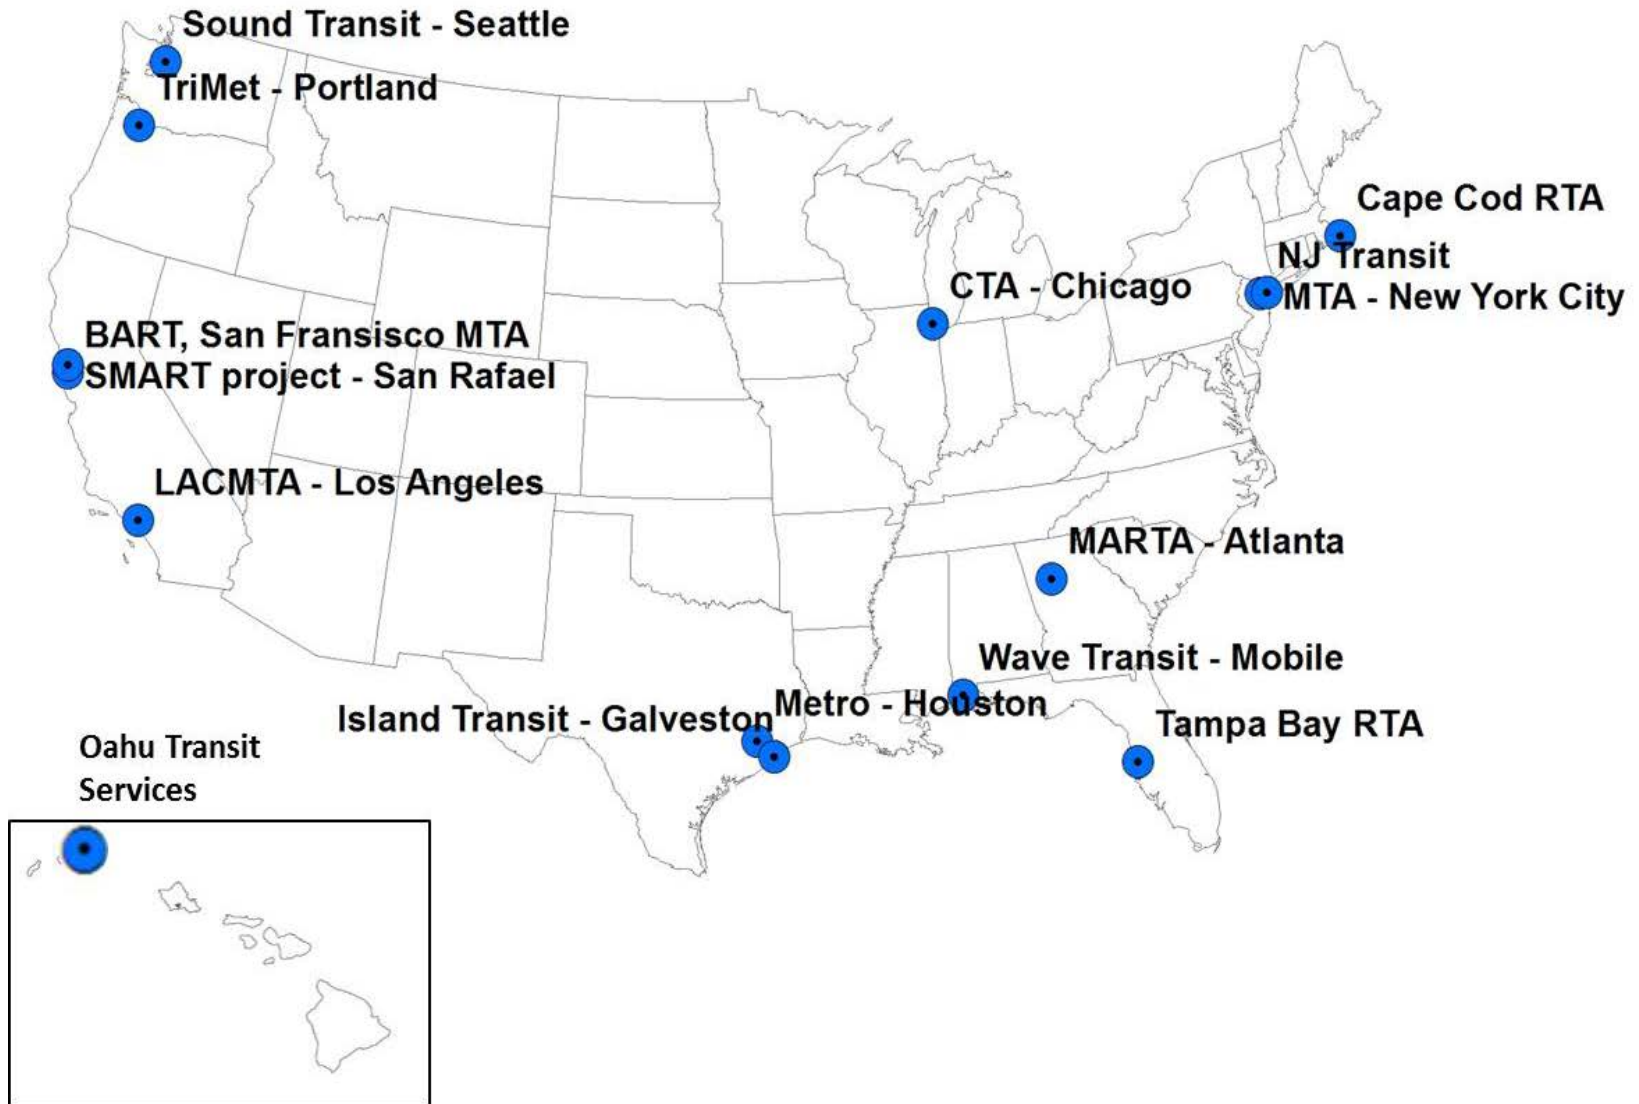 Sound Transit - Seattle
TriMet - Portland
Cape Cod RTA
NJ Transit
CTA - Chicago
MTA - New York City
BART, San Fransisco MTA
SMART project - San Rafael
LACMTA - Los Angeles
MARTA - Atlanta
Wave Transit - Mobile
Metro - Houston
Island Transit - Galveston
Tampa Bay RTA
Oahu Transit
Services